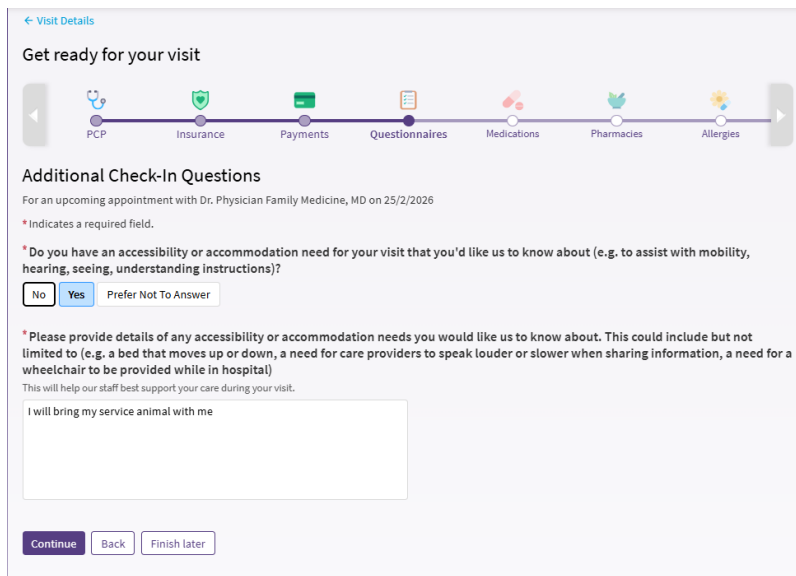 ← Visit Details
Get ready for your visit
PCP
Insurance
Payments
Questionnaires
Medications
Pharmacies
Allergies
Additional Check-In Questions
For an upcoming appointment with Dr. Physician Family Medicine, MD on 25/2/2026
*Indicates a required field.
*Do you have an accessibility or accommodation need for your visit that you'd like us to know about (e.g. to assist with mobility,
hearing, seeing, understanding instructions)?
No
Yes
Prefer Not To Answer
*Please provide details of any accessibility or accommodation needs you would like us to know about. This could include but not
limited to (e.g. a bed that moves up or down, a need for care providers to speak louder or slower when sharing information, a need for a
wheelchair to be provided while in hospital)
This will help our staff best support your care during your visit.
I will bring my service animal with me
Continue
Back
Finish later